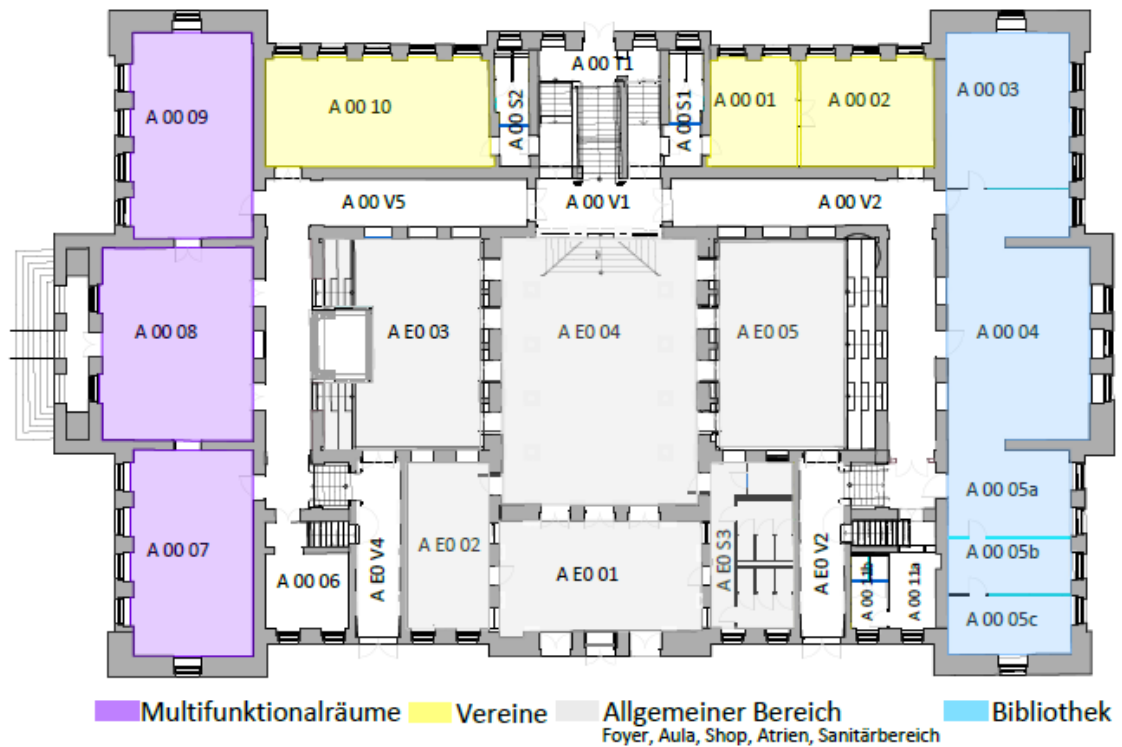 A 00 T1
A 00 09
A 00 10
A 00 S2
A 00 S1
A 00 01
A 00 02
A 00 03
A 00 V5
A 00 V1
A 00 V2
A 00 08
A E0 03
A E0 04
A E0 05
A 00 04
A 00 07
A 00 06
A E0 V4
A E0 02
A E0 01
A E0 S3
A E0 V2
A 00 11b
A 00 11a
A 00 05a
A 00 05b
A 00 05c
Multifunktionalräume
Vereine
Allgemeiner Bereich
Foyer, Aula, Shop, Atrien, Sanitärbereich
Bibliothek